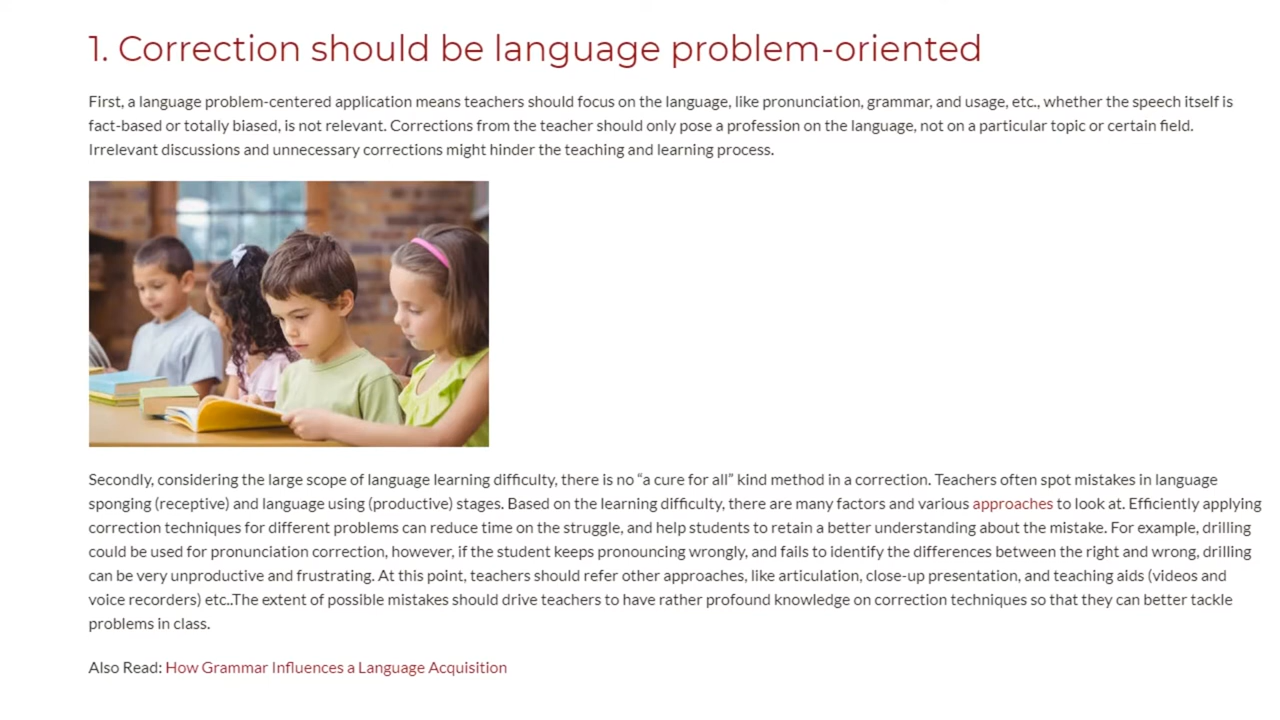 1. Correction should be language problem-oriented
First, a language problem-centered application means teachers should focus on the language, like pronunciation, grammar, and usage, etc., whether the speech itself is
fact-based or totally biased, is not relevant. Corrections from the teacher should only pose a profession on the language, not on a particular topic or certain field.
Irrelevant discussions and unnecessary corrections might hinder the teaching and learning process.
Secondly, considering the large scope of language learning difficulty, there is no “a cure for all” kind method in a correction. Teachers often spot mistakes in language
sponging (receptive) and language using (productive) stages. Based on the learning difficulty, there are many factors and various approaches to look at. Efficiently applying
correction techniques for different problems can reduce time on the struggle, and help students to retain a better understanding about the mistake. For example, drilling
could be used for pronunciation correction, however, if the student keeps pronouncing wrongly, and fails to identify the differences between the right and wrong, drilling
can be very unproductive and frustrating. At this point, teachers should refer other approaches, like articulation, close-up presentation, and teaching aids (videos and
voice recorders) etc..The extent of possible mistakes should drive teachers to have rather profound knowledge on correction techniques so that they can better tackle
problems in class.
Also Read: How Grammar Influences a Language Acquisition